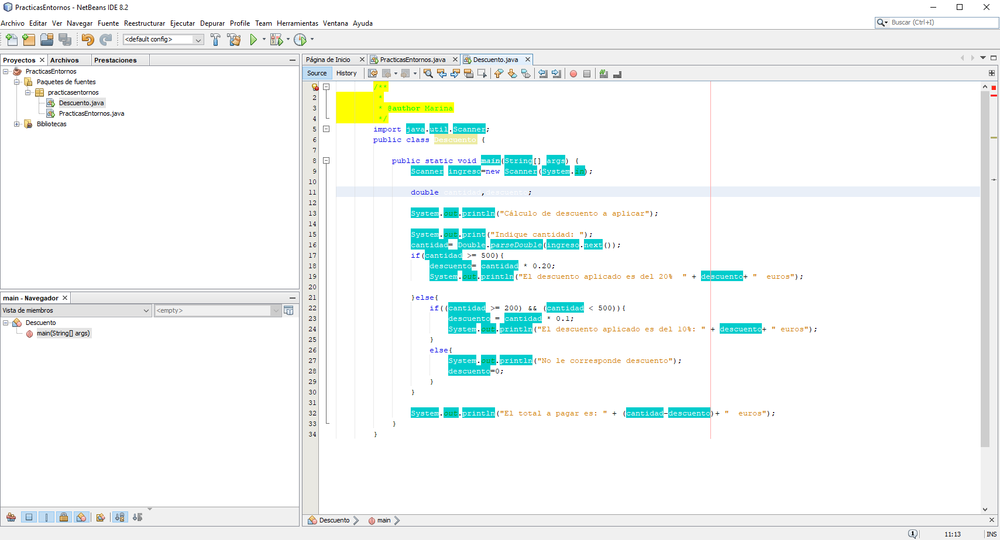 PracticasEntornos - NetBeans IDE 8.2
Archivo Editar Ver Navegar Fuente Reestructurar Ejecutar Depurar Profile Team Herramientas Ventana Ayuda
Buscar (Ctrl+I)
<default config>
Proyectos Archivos Prestaciones
PracticasEntornos
Paquetes de fuentes
practicasentornos
Descuento.java
PracticasEntornos.java
Bibliotecas
main - Navegador
Vista de miembros <empty>
Descuento
main(String[] args)
Página de Inicio PracticasEntornos.java Descuento.java
Source History
/**
2 *
3 * @author Marina
4 */
5 import java.util.Scanner;
6 public class Descuento {
7
8 public static void main(String[] args) {
9 Scanner ingreso=new Scanner(System.in);
10
11 double cantidad,descuento;
12
13 System.out.println("Cálculo de descuento a aplicar");
14
15 System.out.print("Indique cantidad: ");
16 cantidad= Double.parseDouble(ingreso.next());
17 if(cantidad >= 500){
18 descuento= cantidad * 0.20;
19 System.out.println("El descuento aplicado es del 20%  " + descuento+ "  euros");
20
21 }else{
22 if((cantidad >= 200) && (cantidad < 500)){
23 descuento = cantidad * 0.1;
24 System.out.println("El descuento aplicado es del 10%: " + descuento+ " euros");
25 }
26 else{
27 System.out.println("No le corresponde descuento");
28 descuento=0;
29 }
30 }
31
32 System.out.println("El total a pagar es: " + (cantidad-descuento)+ "  euros");
33 }
34 }
Descuento main
1 11:13 INS